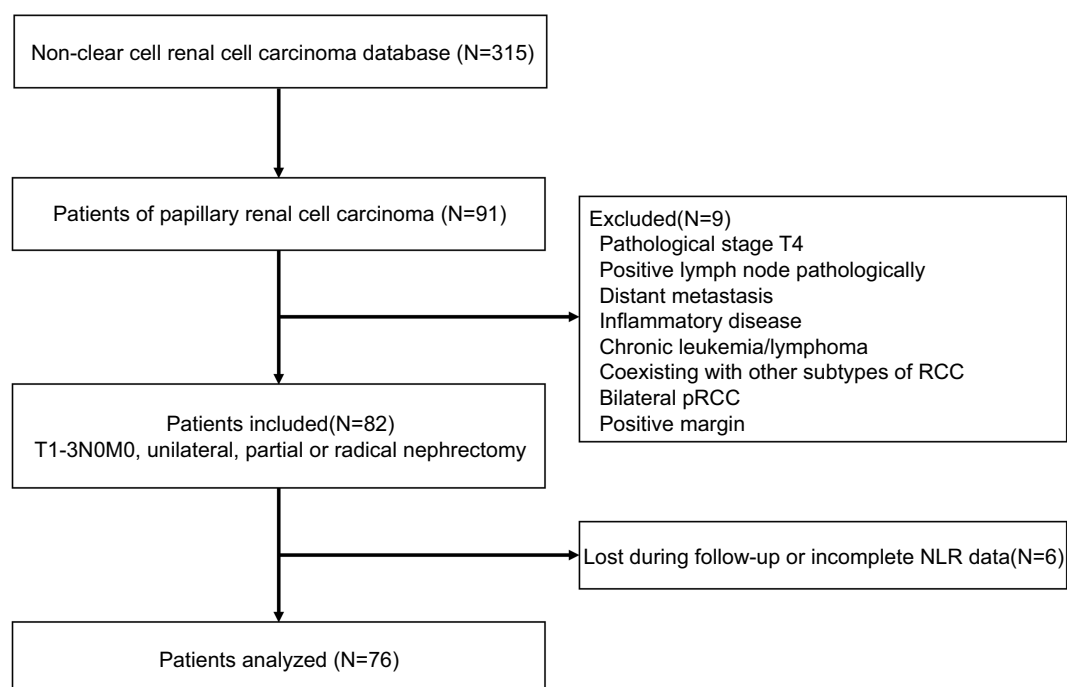 Non-clear cell renal cell carcinoma database (N=315)
Patients of papillary renal cell carcinoma (N=91)
Excluded(N=9)
Pathological stage T4
Positive lymph node pathologically
Distant metastasis
Inflammatory disease
Chronic leukemia/lymphoma
Coexisting with other subtypes of RCC
Bilateral pRCC
Positive margin
Patients included(N=82)
T1-3N0M0, unilateral, partial or radical nephrectomy
Lost during follow-up or incomplete NLR data(N=6)
Patients analyzed (N=76)